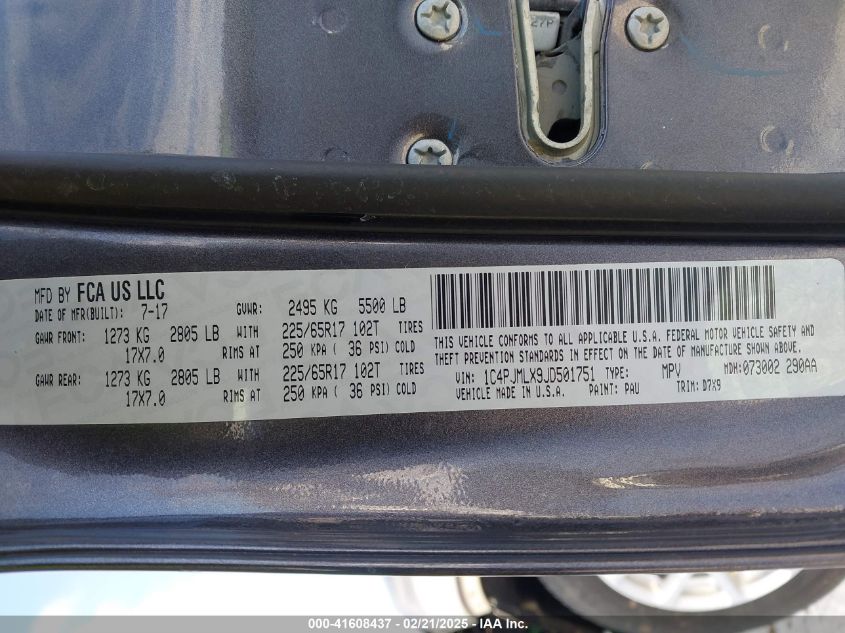 27P
MFD BY FCA US LLC
DATE OF MFR(BUILT): 7-17 GVWR: 2495 KG 5500 LB
GAWR FRONT: 1273 KG 2805 LB WITH 225/65R17 102T TIRES
17X7.0 RIMS AT 250 KPA ( 36 PSI) COLD
GAWR REAR: 1273 KG 2805 LB WITH 225/65R17 102T TIRES
17X7.0 RIMS AT 250 KPA ( 36 PSI) COLD
THIS VEHICLE CONFORMS TO ALL APPLICABLE U.S.A. FEDERAL MOTOR VEHICLE SAFETY AND
THEFT PREVENTION STANDARDS IN EFFECT ON THE DATE OF MANUFACTURE SHOWN ABOVE.
VIN: 1C4PJMLX9JD501751 TYPE: MPV MDH: 073002 290AA
VEHICLE MADE IN U.S.A. PAINT: PAU TRIM: D7X9
000-41608437 - 02/21/2025 - IAAI.com